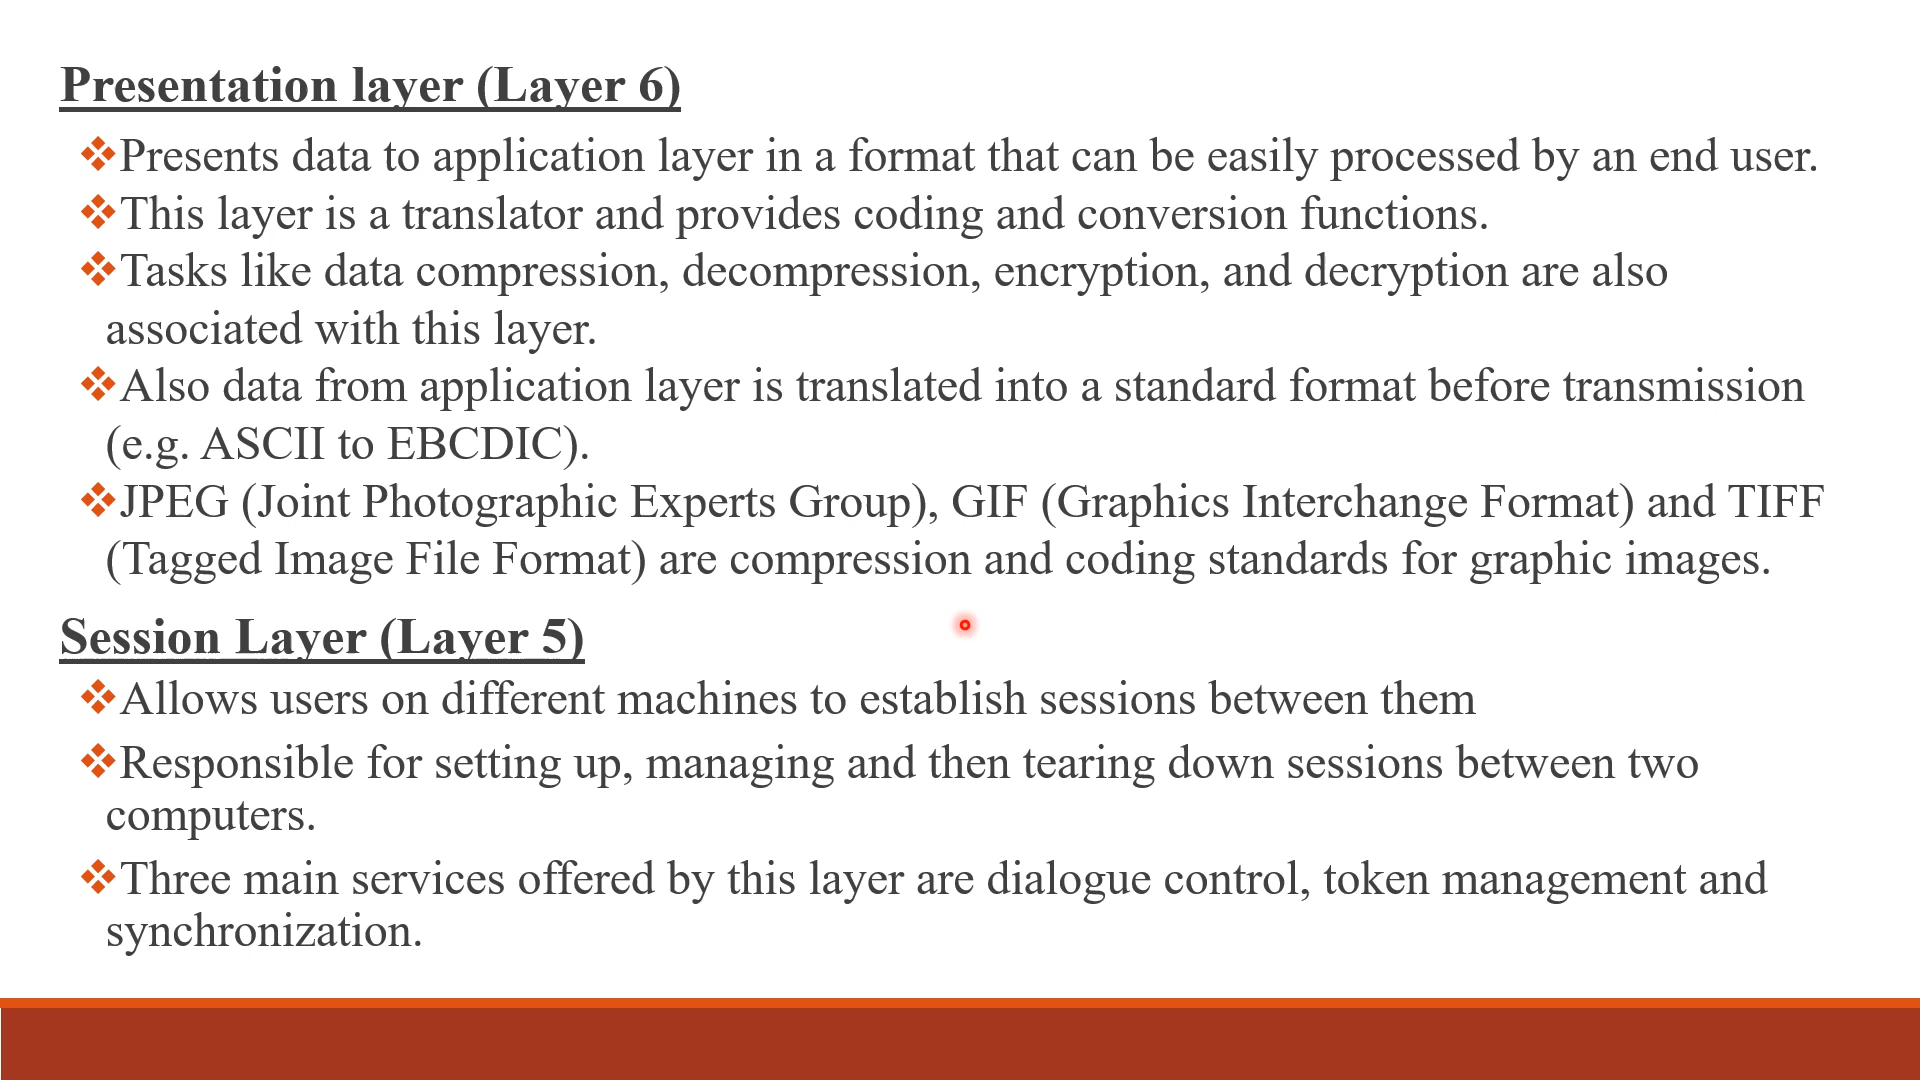 Presentation layer (Layer 6)
❖Presents data to application layer in a format that can be easily processed by an end user.
❖This layer is a translator and provides coding and conversion functions.
❖Tasks like data compression, decompression, encryption, and decryption are also
associated with this layer.
❖Also data from application layer is translated into a standard format before transmission
(e.g. ASCII to EBCDIC).
❖JPEG (Joint Photographic Experts Group), GIF (Graphics Interchange Format) and TIFF
(Tagged Image File Format) are compression and coding standards for graphic images.
Session Layer (Layer 5)
❖Allows users on different machines to establish sessions between them
❖Responsible for setting up, managing and then tearing down sessions between two
computers.
❖Three main services offered by this layer are dialogue control, token management and
synchronization.